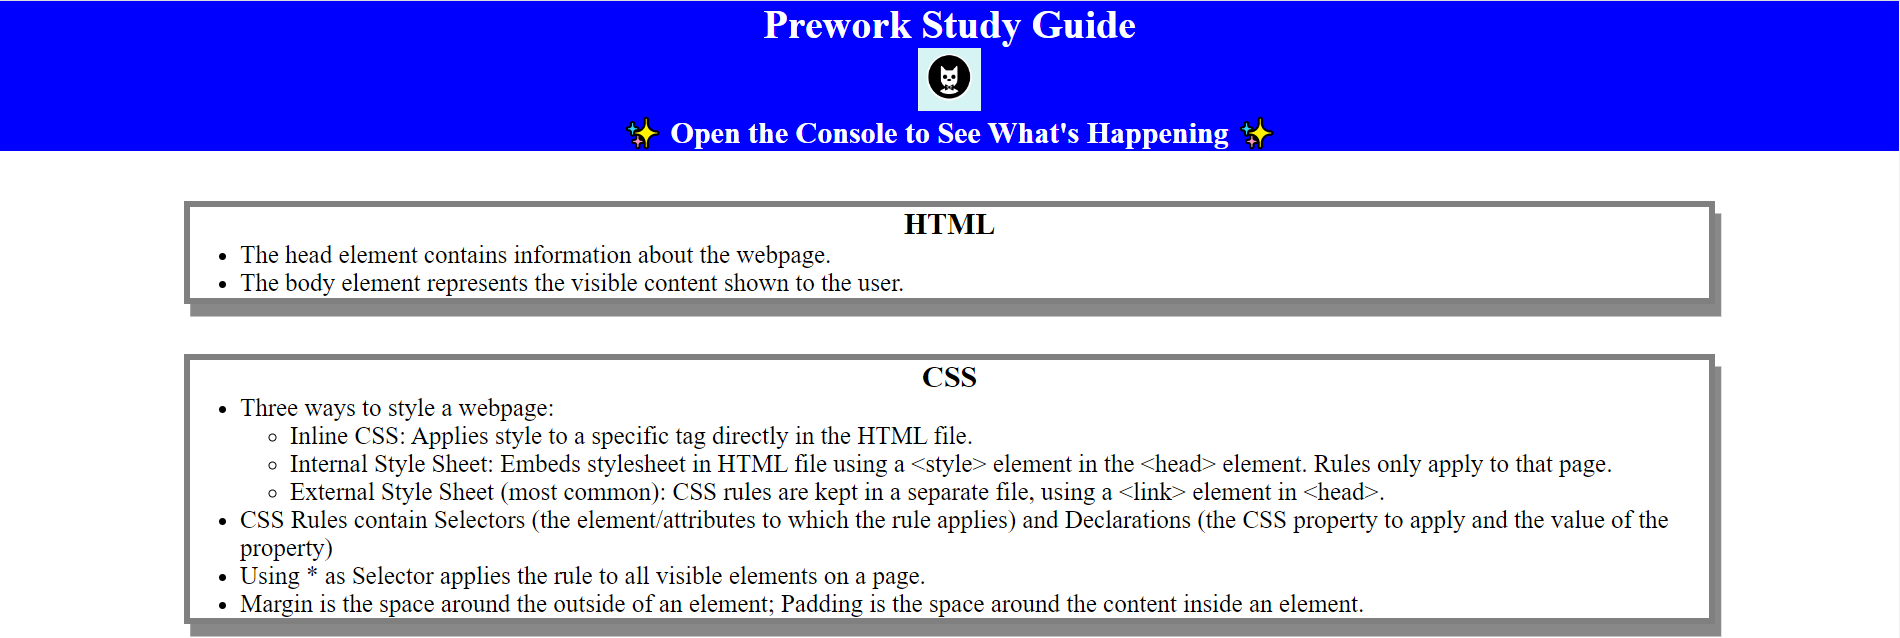 Prework Study Guide
✨ Open the Console to See What's Happening ✨
HTML
• The head element contains information about the webpage.
• The body element represents the visible content shown to the user.
CSS
• Three ways to style a webpage:
◦ Inline CSS: Applies style to a specific tag directly in the HTML file.
◦ Internal Style Sheet: Embeds stylesheet in HTML file using a <style> element in the <head> element. Rules only apply to that page.
◦ External Style Sheet (most common): CSS rules are kept in a separate file, using a <link> element in <head>.
• CSS Rules contain Selectors (the element/attributes to which the rule applies) and Declarations (the CSS property to apply and the value of the
property)
• Using * as Selector applies the rule to all visible elements on a page.
• Margin is the space around the outside of an element; Padding is the space around the content inside an element.